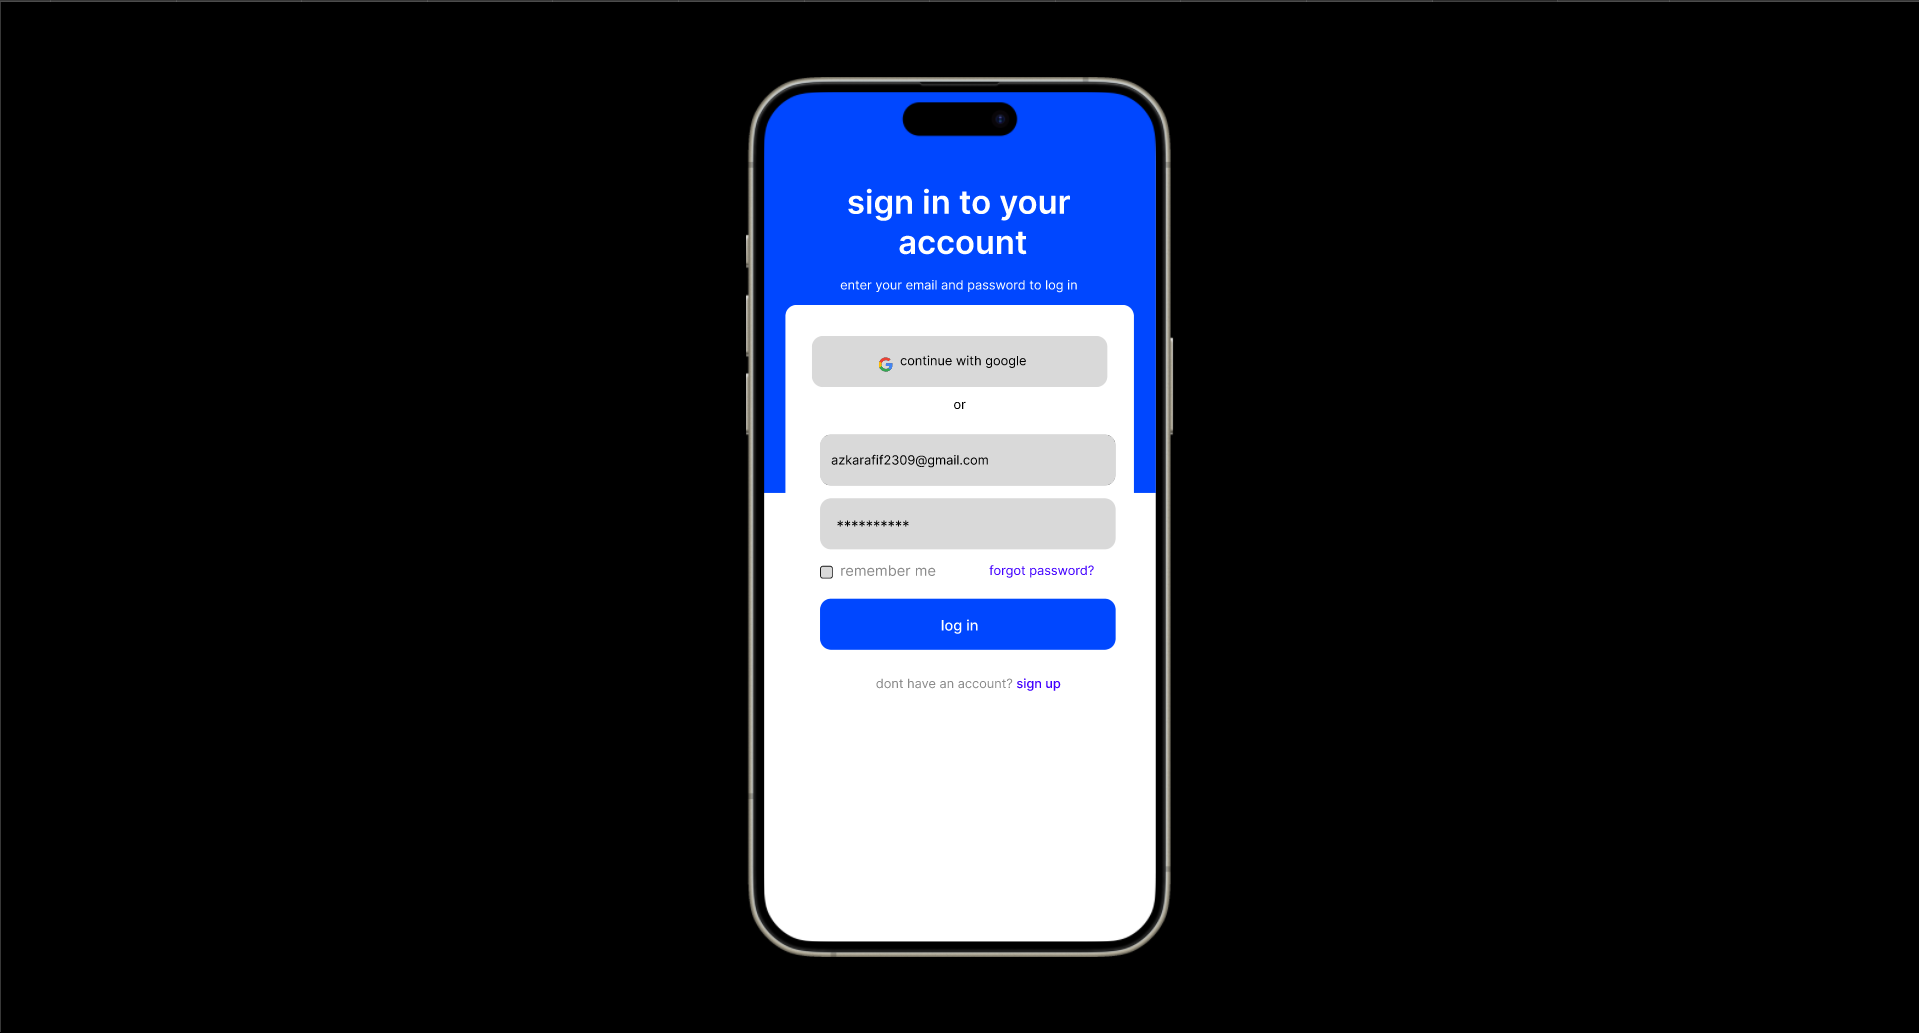 sign in to your
account
enter your email and password to log in
continue with google
or
azkarafif2309@gmail.com
**********
remember me
forgot password?
log in
dont have an account? sign up